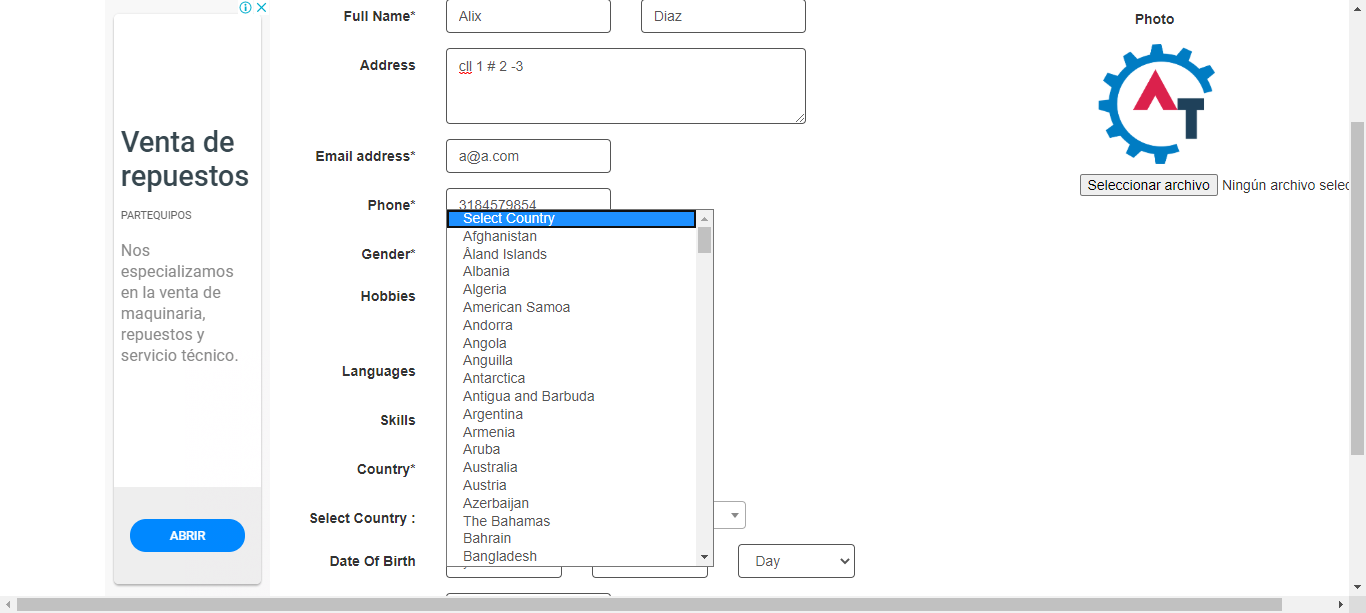 Full Name*
Alix
Diaz
Photo
Address
cll 1 # 2 -3
AT
Venta de
repuestos
PARTEQUIPOS
Nos
especializamos
en la venta de
maquinaria,
repuestos y
servicio técnico.
ABRIR
Email address*
a@a.com
Seleccionar archivo
Ningún archivo selec
Phone*
3184579854
Select Country
Afghanistan
Gender*
Åland Islands
Albania
Algeria
Hobbies
American Samoa
Andorra
Angola
Anguilla
Languages
Antarctica
Antigua and Barbuda
Skills
Argentina
Armenia
Aruba
Country*
Australia
Austria
Azerbaijan
Select Country :
The Bahamas
Bahrain
Date Of Birth
Bangladesh
Day